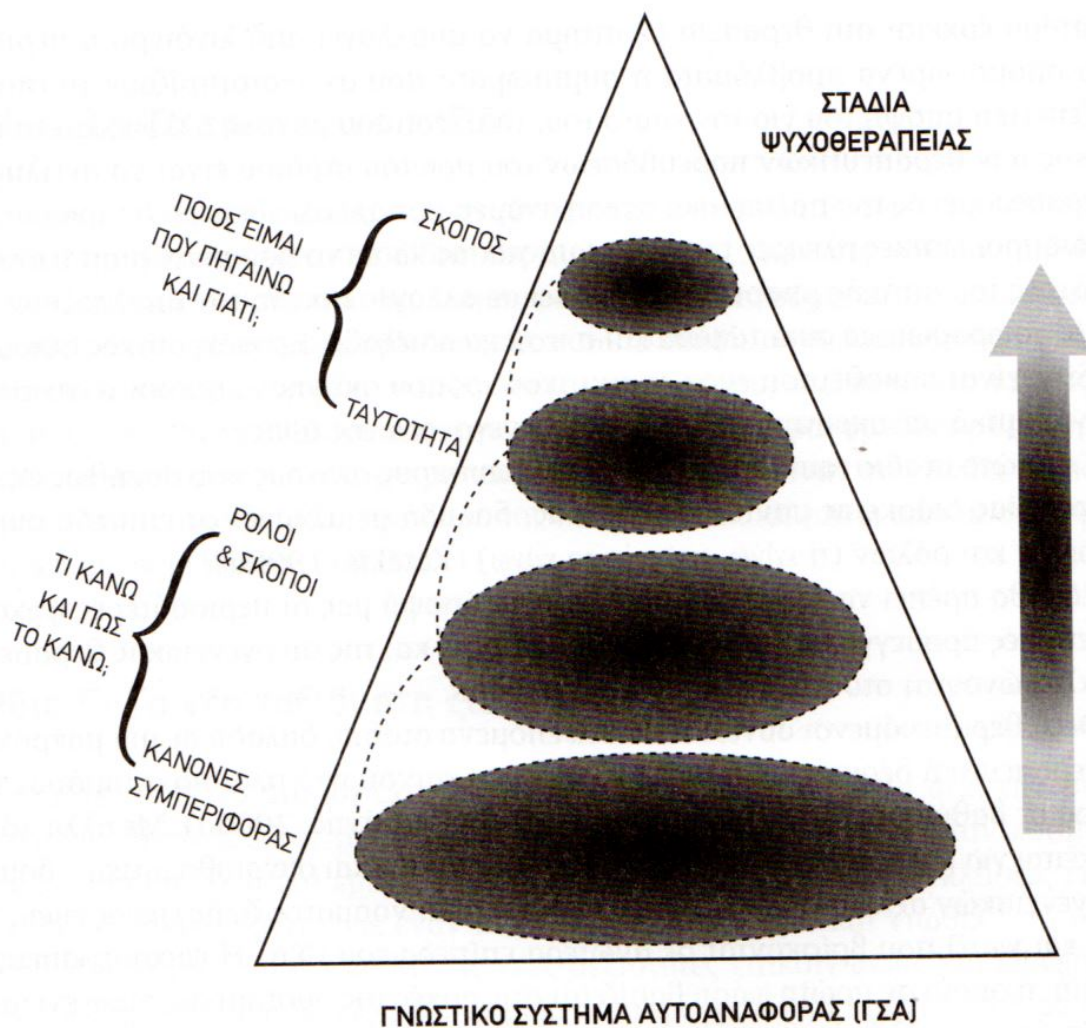 ΣΤΑΔΙΑ
ΨΥΧΟΘΕΡΑΠΕΙΑΣ
ΠΟΙΟΣ ΕΙΜΑΙ
ΠΟΥ ΠΗΓΑΙΝΩ
ΚΑΙ ΓΙΑΤΙ;
ΣΚΟΠΟΣ
ΤΑΥΤΟΤΗΤΑ
ΤΙ ΚΑΝΩ
ΚΑΙ ΠΩΣ
ΤΟ ΚΑΝΩ;
ΡΟΛΟΙ
& ΣΚΟΠΟΙ
ΚΑΝΟΝΕΣ
ΣΥΜΠΕΡΙΦΟΡΑΣ
ΓΝΩΣΤΙΚΟ ΣΥΣΤΗΜΑ ΑΥΤΟΑΝΑΦΟΡΑΣ (ΓΣΑ)